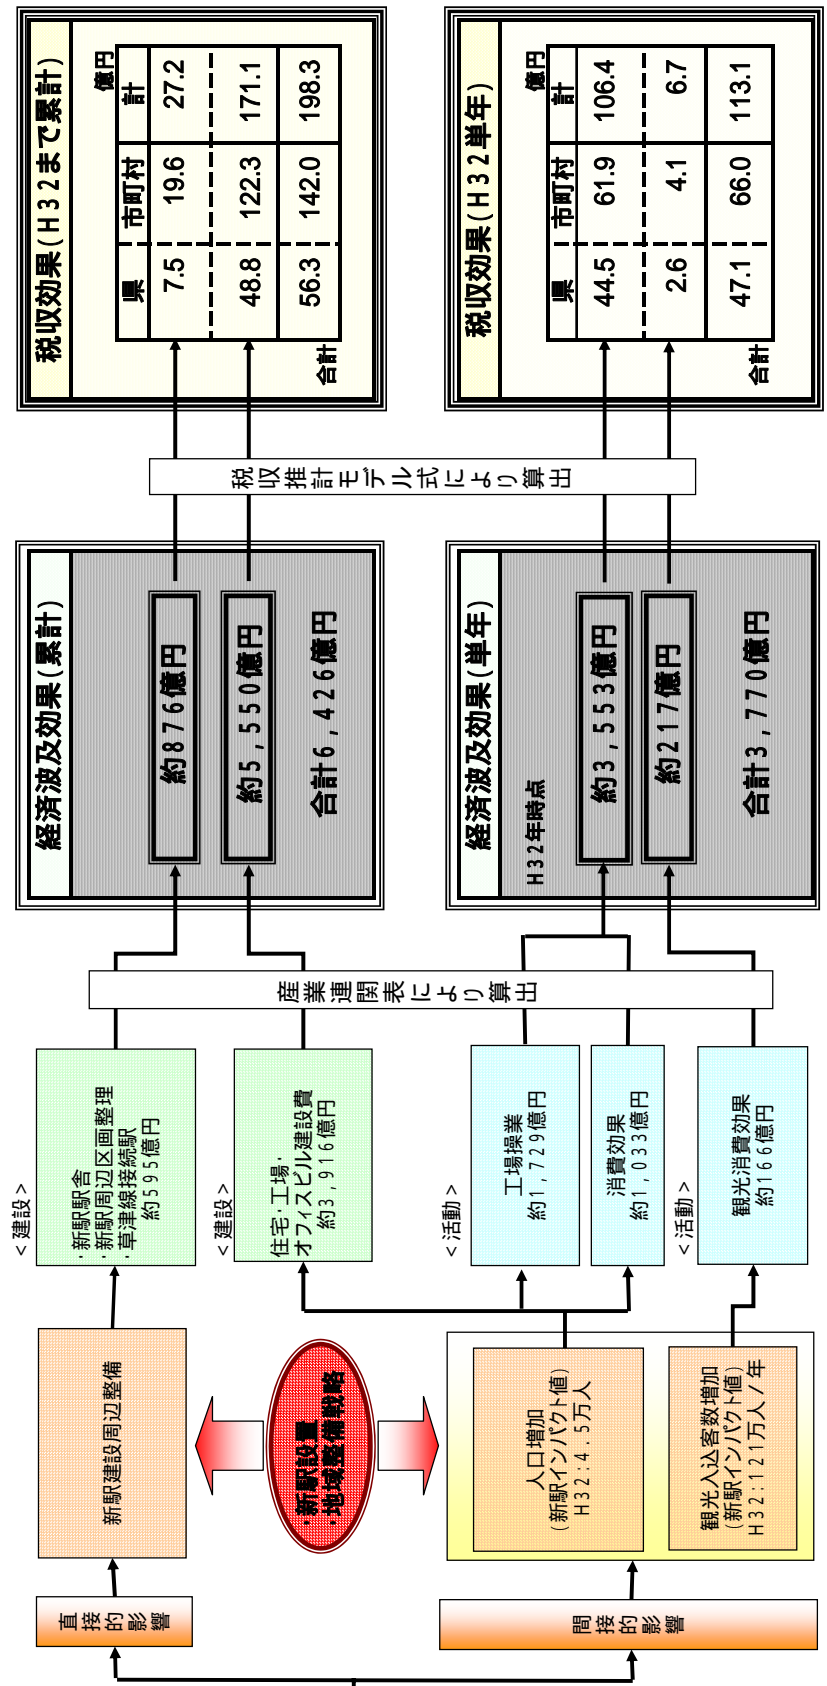 直接的影響
間接的影響
新駅建設周辺整備
・新駅設置
・地域整備戦略
人口増加
(新駅インパクト値)
H32:4.5万人
観光入込客数増加
(新駅インパクト値)
H32:121万人/年
<建設>
・新駅駅舎
・新駅周辺区画整理
・草津線接続駅
約595億円
<建設>
住宅・工場・
オフィスビル建設費
約3,916億円
<活動>
工場操業
約1,729億円
消費効果
約1,033億円
<活動>
観光消費効果
約166億円
産業連関表により算出
経済波及効果(累計)
約876億円
約5,550億円
合計6,426億円
経済波及効果(単年)
H32年時点
約3,553億円
約217億円
合計3,770億円
税収推計モデル式により算出
税収効果(H32まで累計)
億円
県 市町村 計
7.5 19.6 27.2
48.8 122.3 171.1
合計 56.3 142.0 198.3
税収効果(H32単年)
億円
県 市町村 計
44.5 61.9 106.4
2.6 4.1 6.7
合計 47.1 66.0 113.1